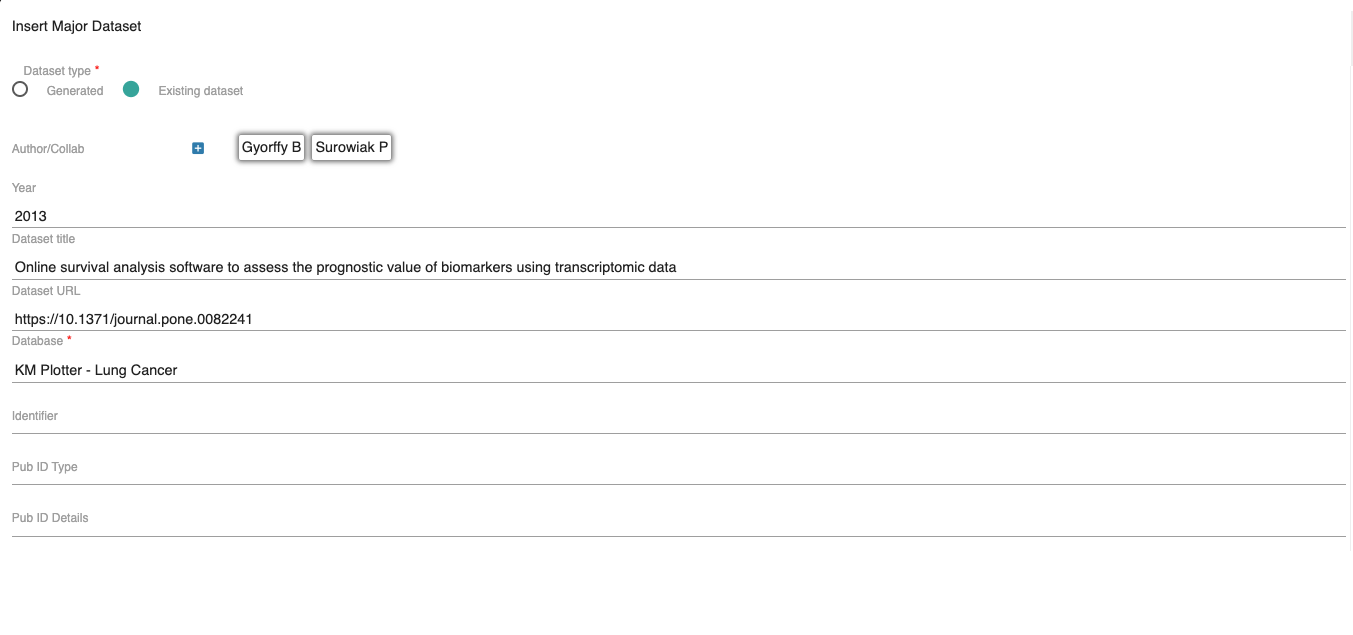 Insert Major Dataset
Dataset type *
Generated Existing dataset
Author/Collab Gyorffy B Surowiak P
Year
2013
Dataset title
Online survival analysis software to assess the prognostic value of biomarkers using transcriptomic data
Dataset URL
https://10.1371/journal.pone.0082241
Database *
KM Plotter - Lung Cancer
Identifier
Pub ID Type
Pub ID Details